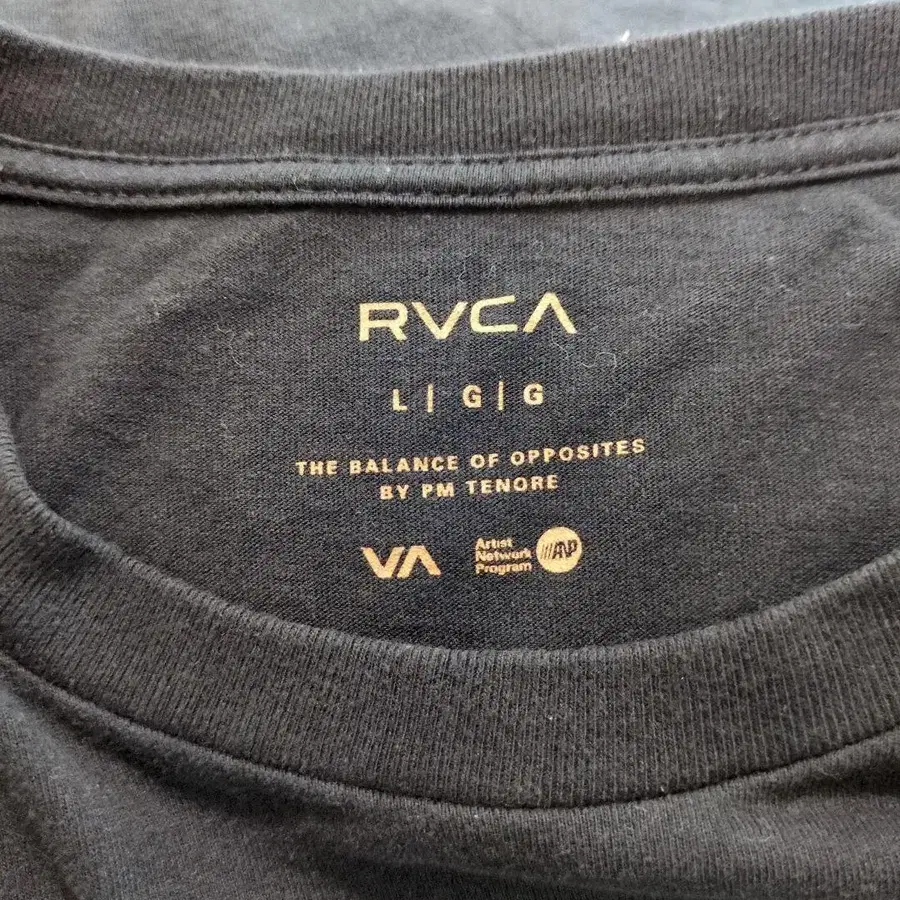 RVCA
L | G | G
THE BALANCE OF OPPOSITES
BY PM TENORE
VA
Artist
Network
Program
ANP